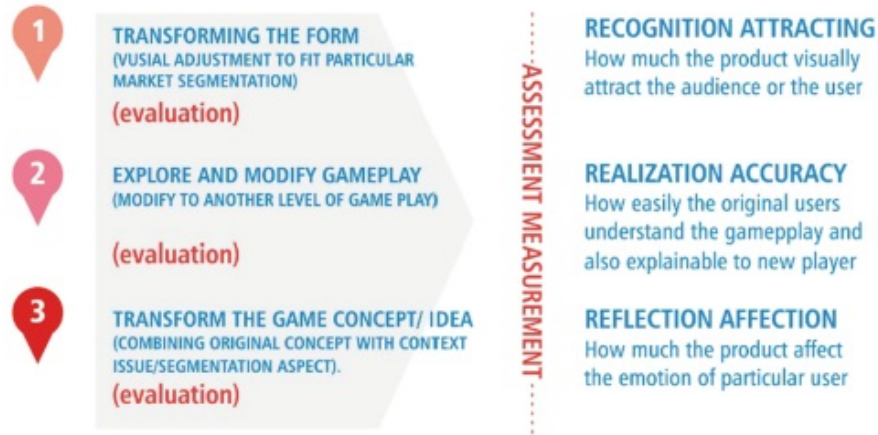 1
TRANSFORMING THE FORM
(VUSIAL ADJUSTMENT TO FIT PARTICULAR
MARKET SEGMENTATION)
(evaluation)
2
EXPLORE AND MODIFY GAMEPLAY
(MODIFY TO ANOTHER LEVEL OF GAME PLAY)
(evaluation)
3
TRANSFORM THE GAME CONCEPT/ IDEA
(COMBINING ORIGINAL CONCEPT WITH CONTEXT
ISSUE/SEGMENTATION ASPECT).
(evaluation)
ASSESSMENT MEASUREMENT
RECOGNITION ATTRACTING
How much the product visually
attract the audience or the user
REALIZATION ACCURACY
How easily the original users
understand the gamepplay and
also explainable to new player
REFLECTION AFFECTION
How much the product affect
the emotion of particular user